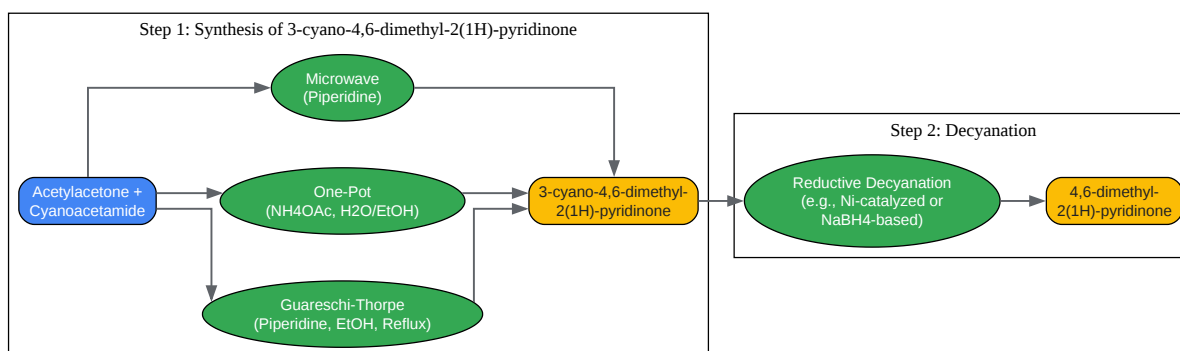 Step 1: Synthesis of 3-cyano-4,6-dimethyl-2(1H)-pyridinone
Microwave
(Piperidine)
Acetylacetone +
Cyanoacetamide
One-Pot
(NH4OAc, H2O/EtOH)
Guareschi-Thorpe
(Piperidine, EtOH, Reflux)
3-cyano-4,6-dimethyl-
2(1H)-pyridinone
Step 2: Decyanation
Reductive Decyanation
(e.g., Ni-catalyzed or
NaBH4-based)
4,6-dimethyl-
2(1H)-pyridinone